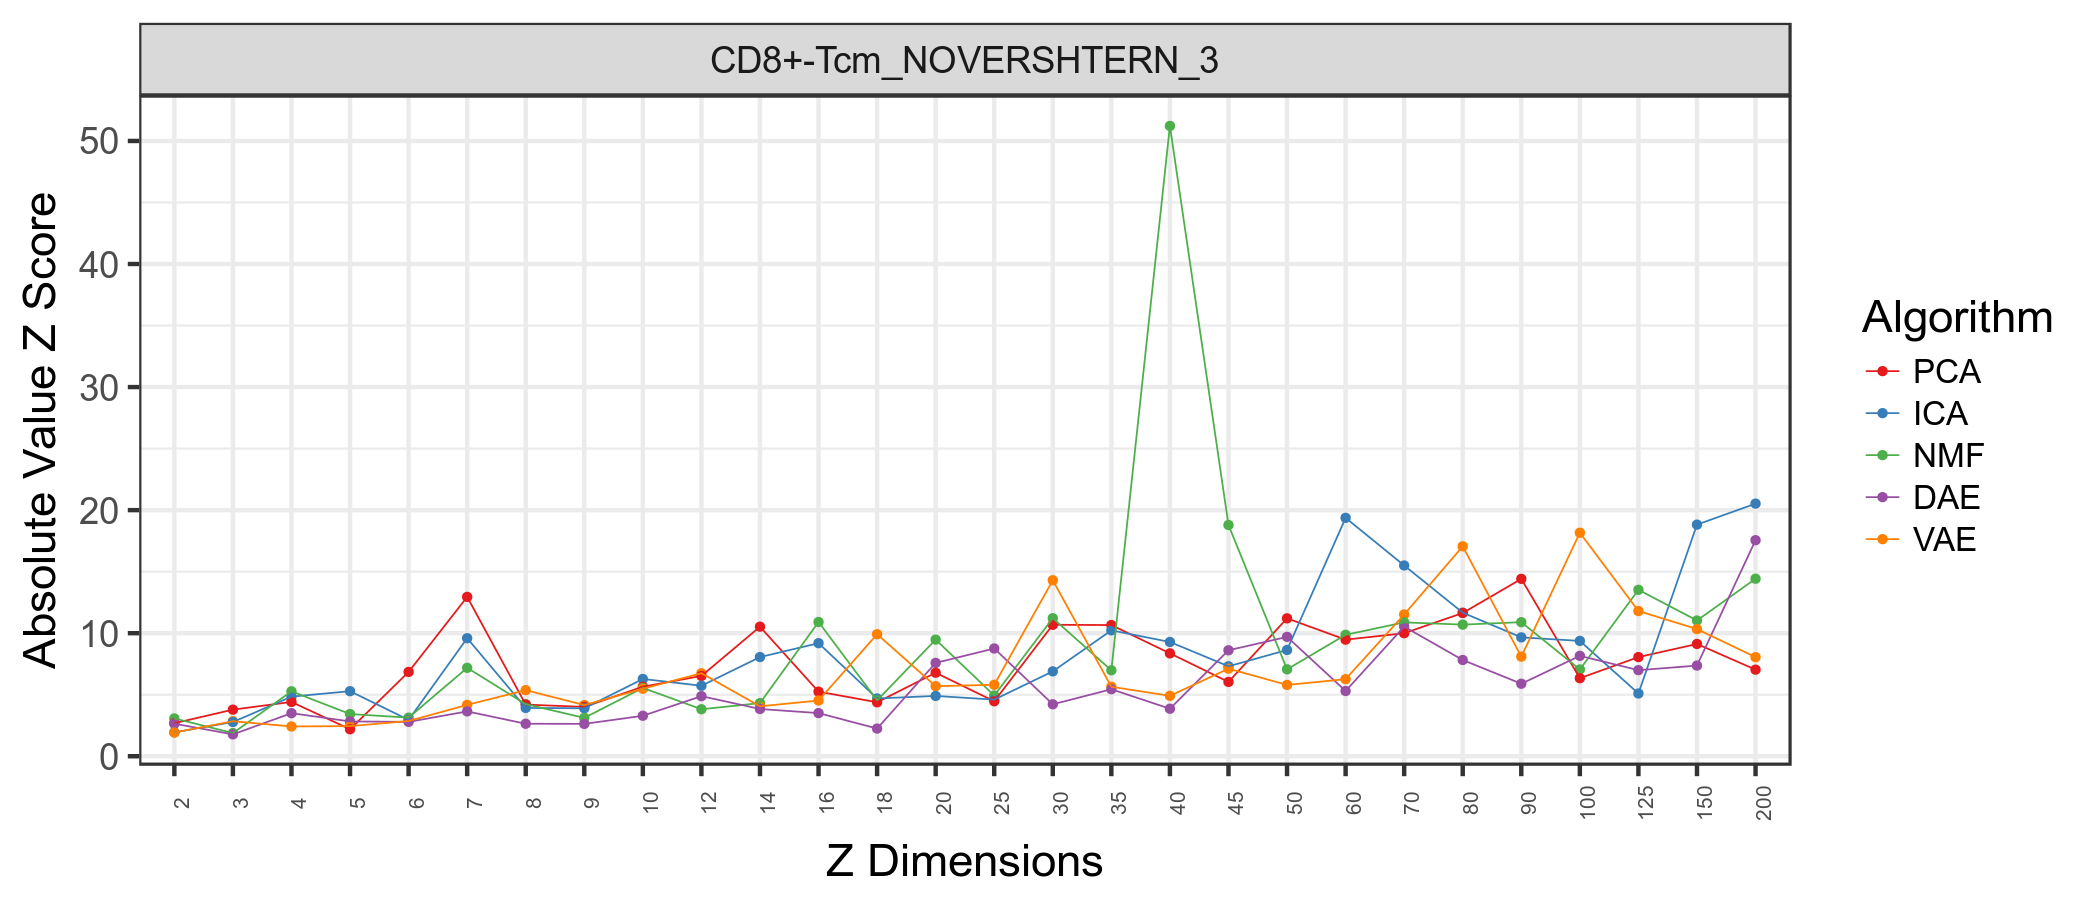 CD8+-Tcm_NOVERSHTERN_3
Absolute Value Z Score
50
40
30
20
10
0
2 3 4 5 6 7 8 9 10 12 14 16 18 20 25 30 35 40 45 50 60 70 80 90 100 125 150 200
Z Dimensions
Algorithm
PCA
ICA
NMF
DAE
VAE